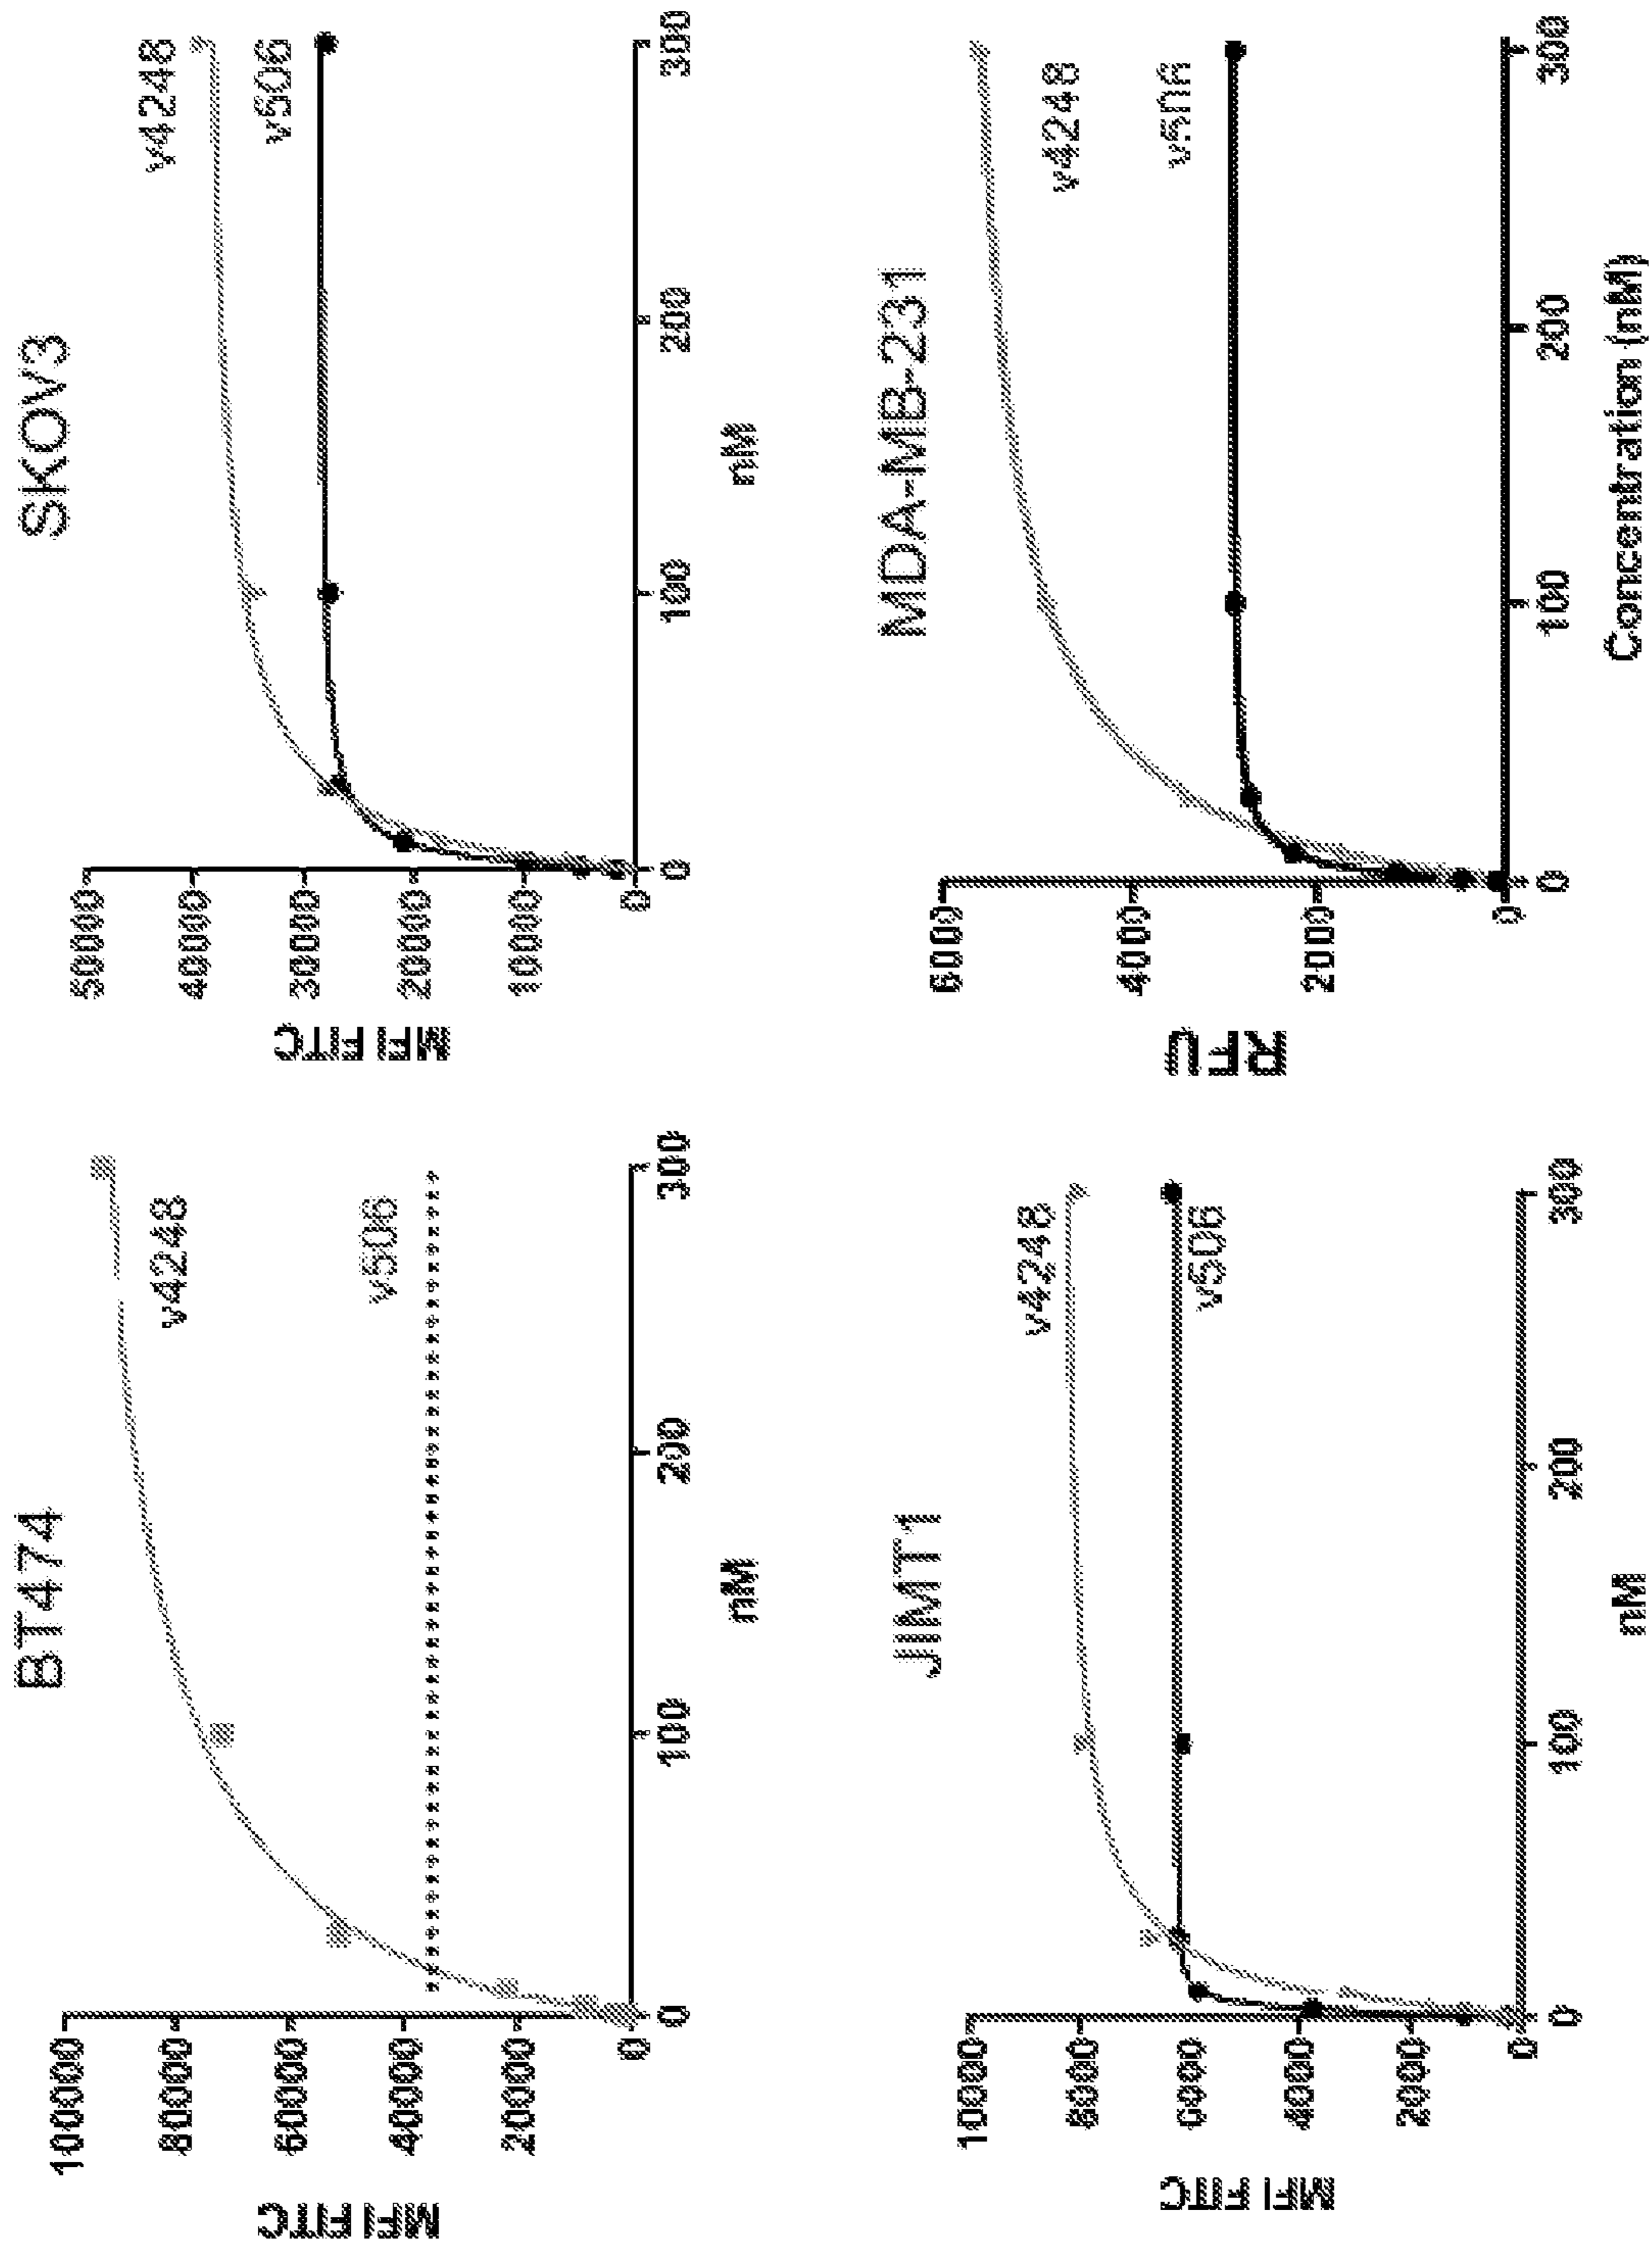 BT474
MFI FITC
100000
80000
60000
40000
20000
0
v4248
v506
0 100 200 300
nM
SKOV3
MFI FITC
50000
40000
30000
20000
10000
0
v4248
v506
0 100 200 300
nM
JIMT1
MFI FITC
10000
8000
6000
4000
2000
0
v4248
v506
0 100 200 300
nM
MDA-MB-231
RFU
6000
4000
2000
0
v4248
v506
0 100 200 300
Concentration (nM)